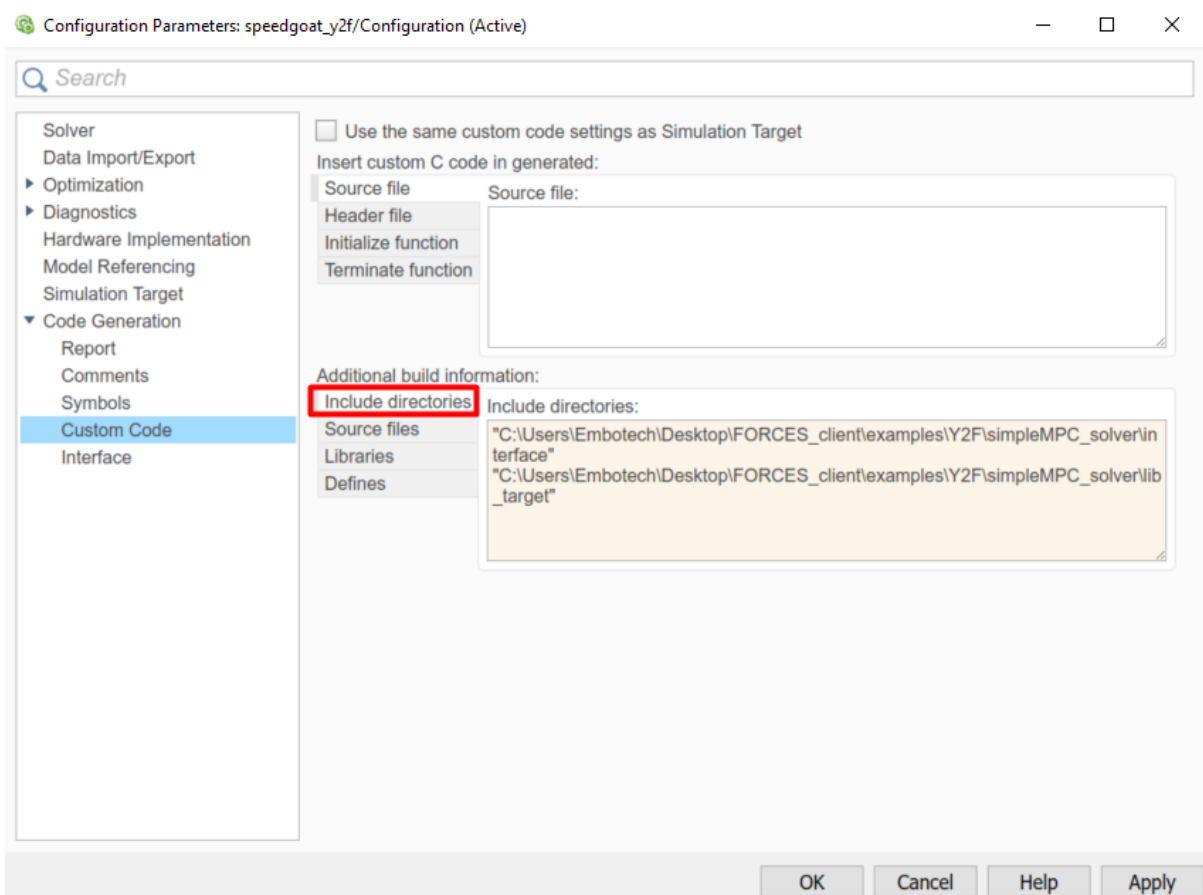 Configuration Parameters: speedgoat_y2f/Configuration (Active)
Search
Solver
Data Import/Export
Optimization
Diagnostics
Hardware Implementation
Model Referencing
Simulation Target
Code Generation
Report
Comments
Symbols
Custom Code
Interface
Use the same custom code settings as Simulation Target
Insert custom C code in generated:
Source file
Header file
Initialize function
Terminate function
Source file:
Additional build information:
Include directories
Source files
Libraries
Defines
Include directories:
"C:\Users\Embotech\Desktop\FORCES_client\examples\Y2F\simpleMPC_solver\in
terface"
"C:\Users\Embotech\Desktop\FORCES_client\examples\Y2F\simpleMPC_solver\lib
_target"
OK
Cancel
Help
Apply